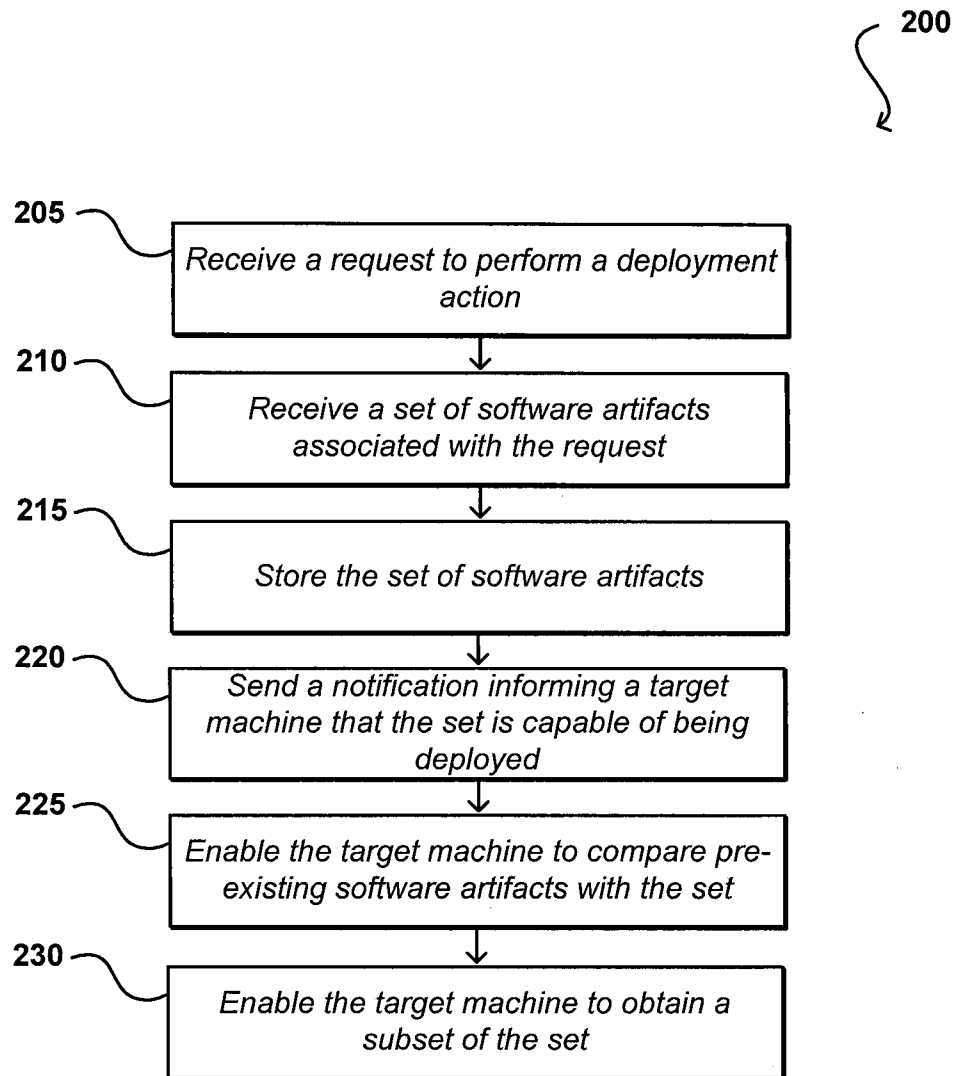 200
205
Receive a request to perform a deployment
action
210
Receive a set of software artifacts
associated with the request
215
Store the set of software artifacts
220
Send a notification informing a target
machine that the set is capable of being
deployed
225
Enable the target machine to compare pre-
existing software artifacts with the set
230
Enable the target machine to obtain a
subset of the set